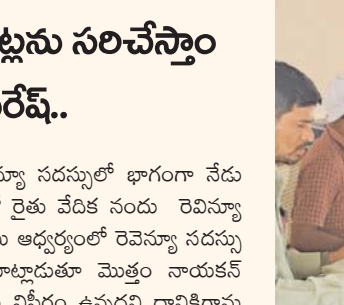 ట్లను సరిచేస్తాం
రేష్..
న్యూ సదస్సులో భాగంగా నేడు
రైతు వేదిక నందు రెవిన్యూ
ఆధ్వర్యంలో రెవెన్యూ సదస్సు
మాట్లాడుతూ మొత్తం నాయకన్